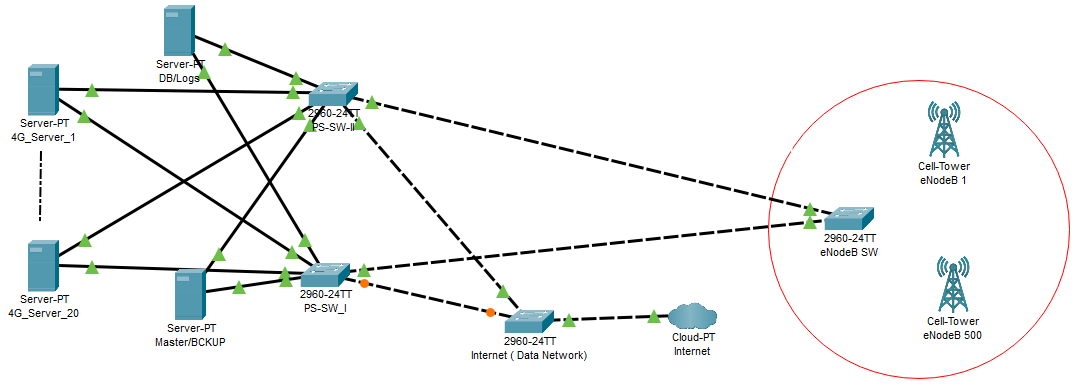 Server-PT
DB/Logs
Server-PT
4G_Server_1
2960-24TT
PS-SW-II
Cell-Tower
eNodeB 1
2960-24TT
eNodeB SW
Server-PT
4G_Server_20
2960-24TT
PS-SW_I
Server-PT
Master/BCKUP
2960-24TT
Internet ( Data Network)
Cloud-PT
Internet
Cell-Tower
eNodeB 500